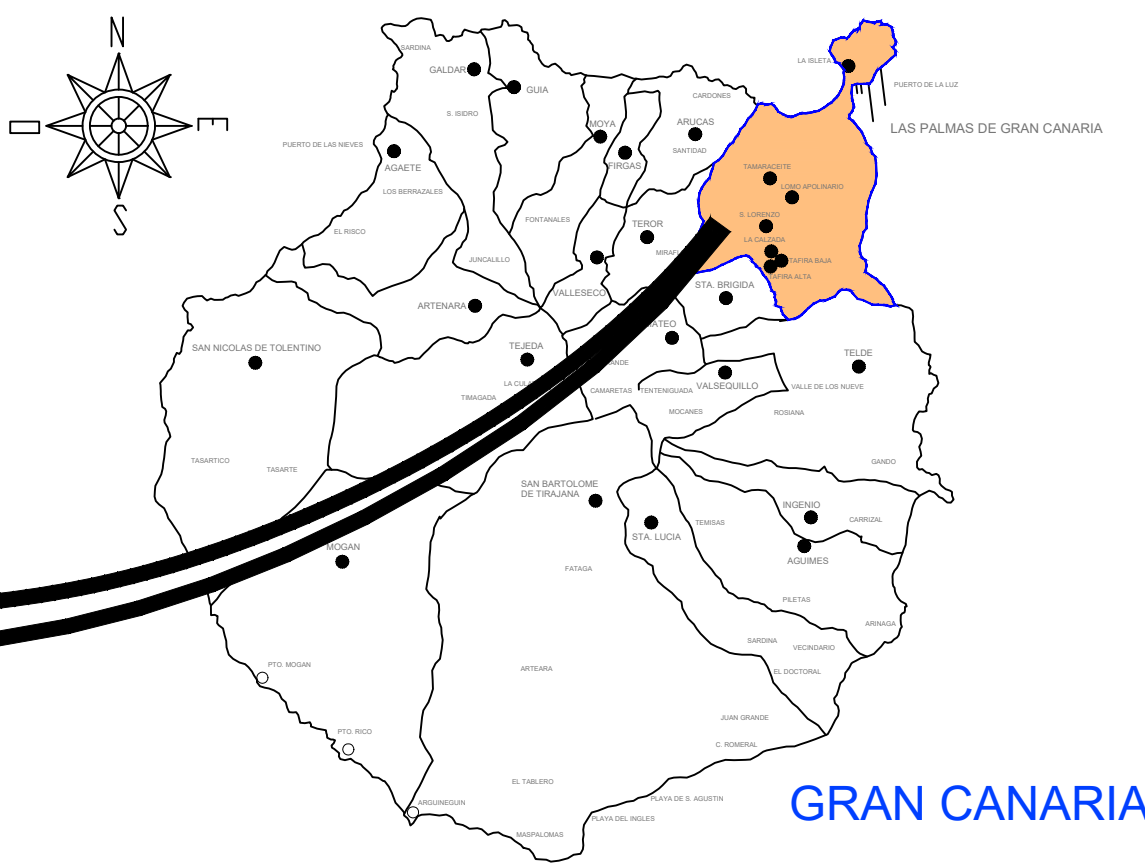 N
SARDINA
GALDAR
GUIA
S. ISIDRO
LA ISLETA
PUERTO DE LA LUZ
CARDONES
LAS PALMAS DE GRAN CANARIA
E
MOYA
ARUCAS
SANTIDAD
PUERTO DE LAS NIEVES
AGAETE
FIRGAS
TAMARACEITE
LOS BERRAZALES
LOMO APOLINARIO
S
FONTANALES
S. LORENZO
EL RISCO
TEROR
LA CALZADA
JUNCALILLO
TAFIRA BAJA
TAFIRA ALTA
STA. BRIGIDA
VALLESECO
ARTENARA
SAN NICOLAS DE TOLENTINO
TEJEDA
TELDE
TIMAGADA
CAMARETAS
TENTENIGUADA
VALSEQUILLO
VALLE DE LOS NUEVE
MOCANES
ROSIANA
TASARTICO
TASARTE
GANDO
SAN BARTOLOME
DE TIRAJANA
INGENIO
TEMISAS
CARRIZAL
STA. LUCIA
MOGAN
AGUIMES
FATAGA
PILETAS
ARINAGA
SARDINA
VECINDARIO
PTO. MOGAN
ARTEARA
EL DOCTORAL
JUAN GRANDE
PTO. RICO
C. ROMERAL
EL TABLERO
PLAYA DE S. AGUSTIN
ARGUINEGUIN
GRAN CANARIA
PLAYA DEL INGLES
MASPALOMAS